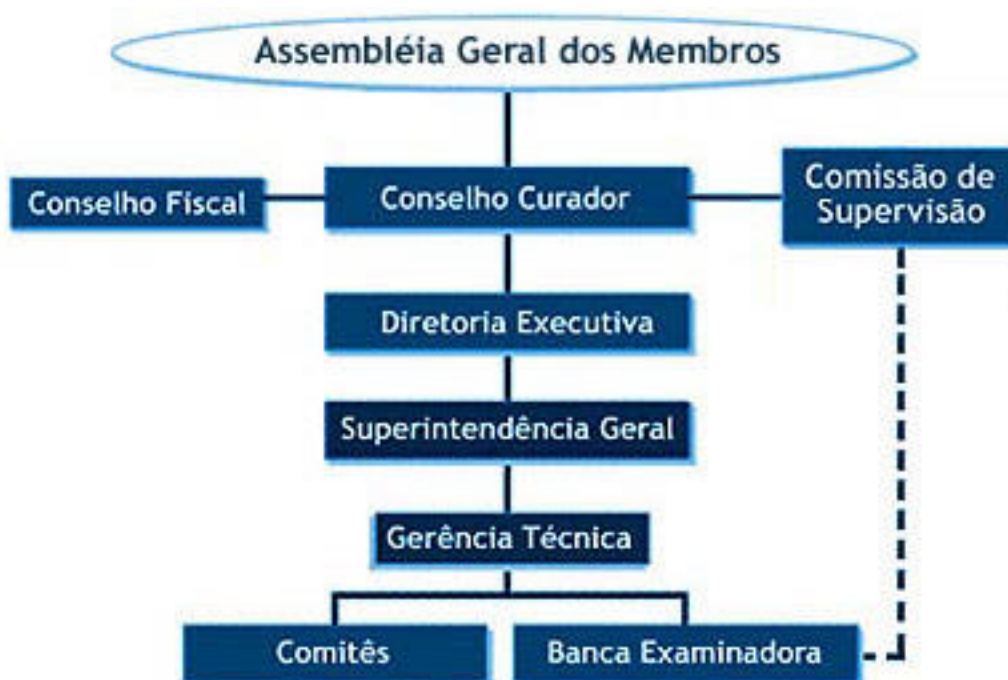 Assembléia Geral dos Membros
Conselho Fiscal
Conselho Curador
Comissão de
Supervisão
Diretoria Executiva
Superintendência Geral
Gerência Técnica
Comitês
Banca Examinadora